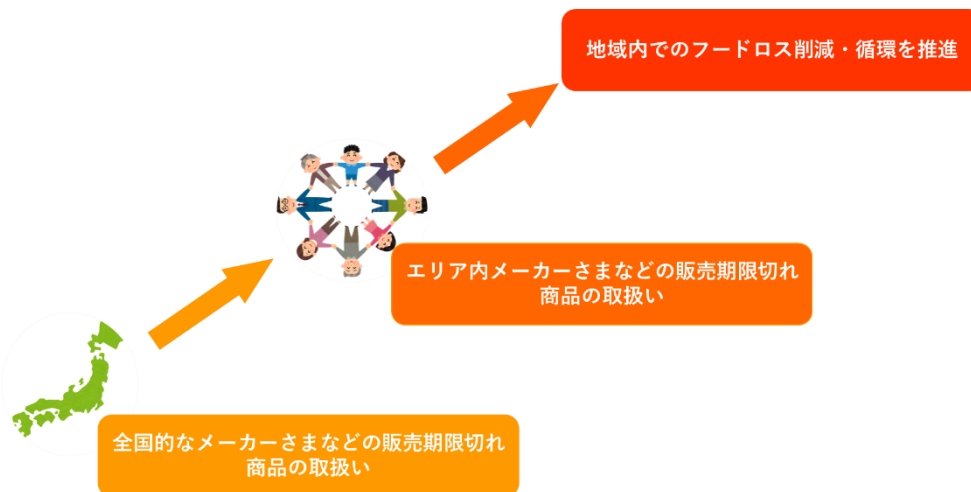 地域内でのフードロス削減・循環を推進
エリア内メーカーさまなどの販売期限切れ
商品の取扱い
全国的なメーカーさまなどの販売期限切れ
商品の取扱い